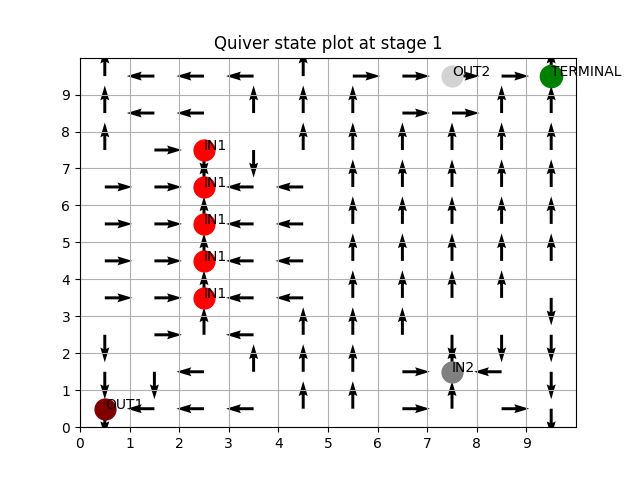 Quiver state plot at stage 1
OUT2
TERMINAL
9
8
IN1
7
IN1
6
IN1
5
IN1
4
IN1
3
2
IN2
1
OUT1
0
0 1 2 3 4 5 6 7 8 9